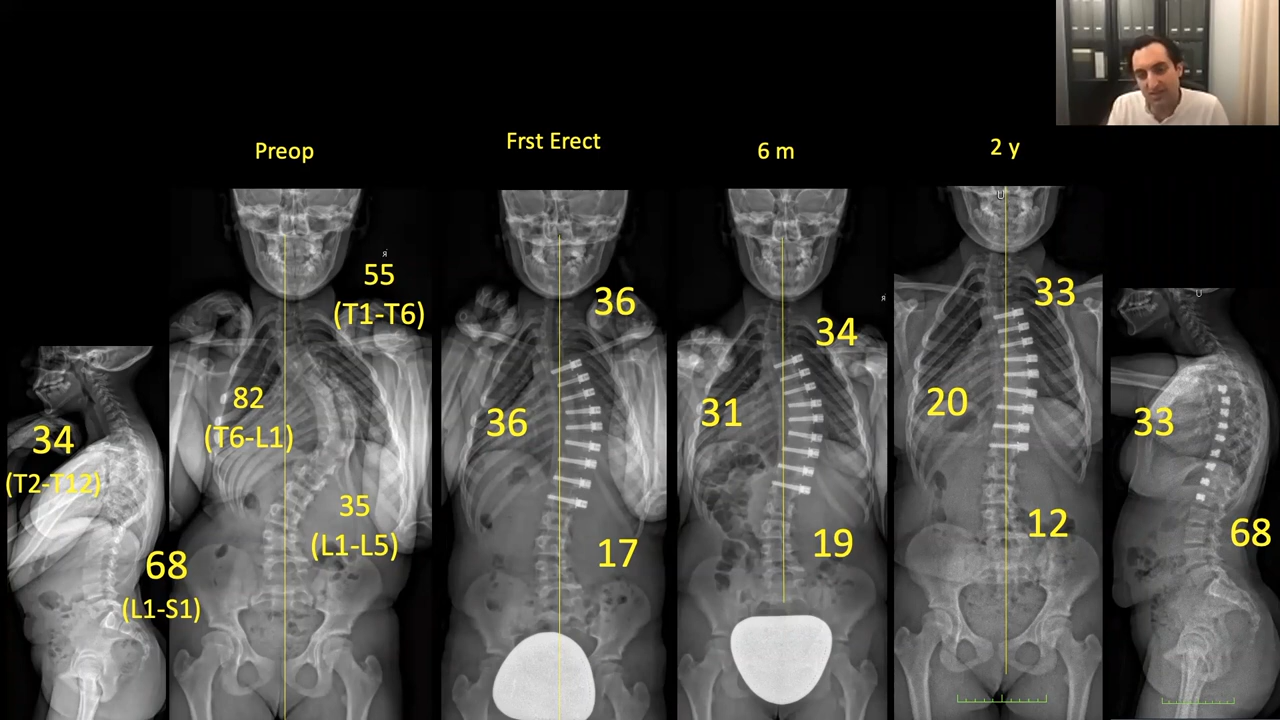 Preop
Frst Erect
6 m
2 y
34
(T2-T12)
68
(L1-S1)
55
(T1-T6)
82
(T6-L1)
35
(L1-L5)
36
36
17
34
31
19
33
20
12
33
68